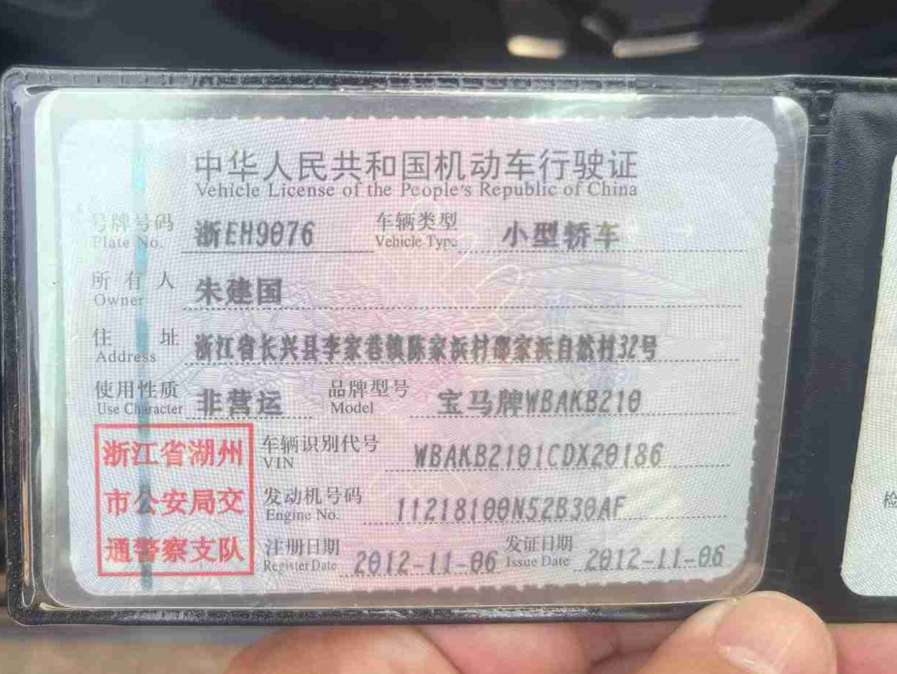 中华人民共和国机动车行驶证
Vehicle License of the People's Republic of China
号牌号码 浙EH9076 车辆类型 小型轿车
Plate No. Vehicle Type
所有人 朱建国
Owner
住址 浙江省长兴县李家巷镇陈家浜村邵家浜自然村32号
Address
使用性质 非营运 品牌型号 宝马牌WBAKB210
Use Character Model
浙江省湖州
市公安局交
通警察支队
车辆识别代号 WBAKB2101CDX20186
VIN
发动机号码 11218100N52B30AF
Engine No.
注册日期 2012-11-06 发证日期 2012-11-06
Register Date Issue Date
检